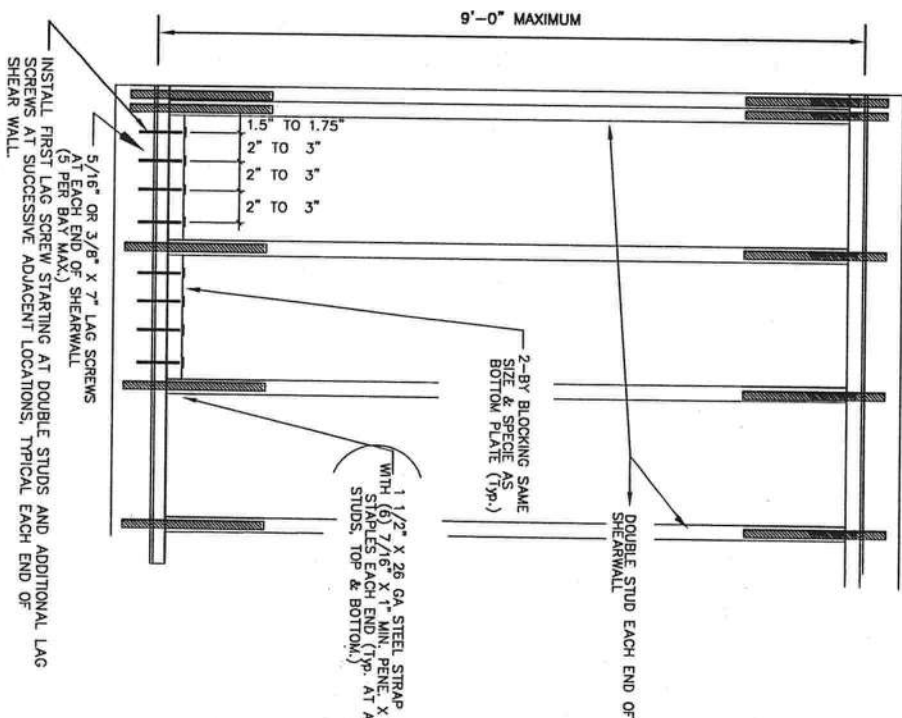 9'-0" MAXIMUM
1.5" TO 1.75"
2" TO 3"
2" TO 3"
2" TO 3"
DOUBLE STUD EACH END OF
SHEARWALL
2-BY BLOCKING SAME
SIZE & SPECIE AS
BOTTOM PLATE (Typ.)
1 1/2" X 26 GA STEEL STRAP
WITH (6) 7/16" X 1" MIN. PENE. X
STAPLES EACH END (Typ. AT A
STUDS, TOP & BOTTOM.)
5/16" OR 3/8" X 7" LAG SCREWS
AT EACH END OF SHEARWALL
(5 PER BAY MAX.)
INSTALL FIRST LAG SCREW STARTING AT DOUBLE STUDS AND ADDITIONAL LAG
SCREWS AT SUCCESSIVE ADJACENT LOCATIONS, TYPICAL EACH END OF
SHEAR WALL.